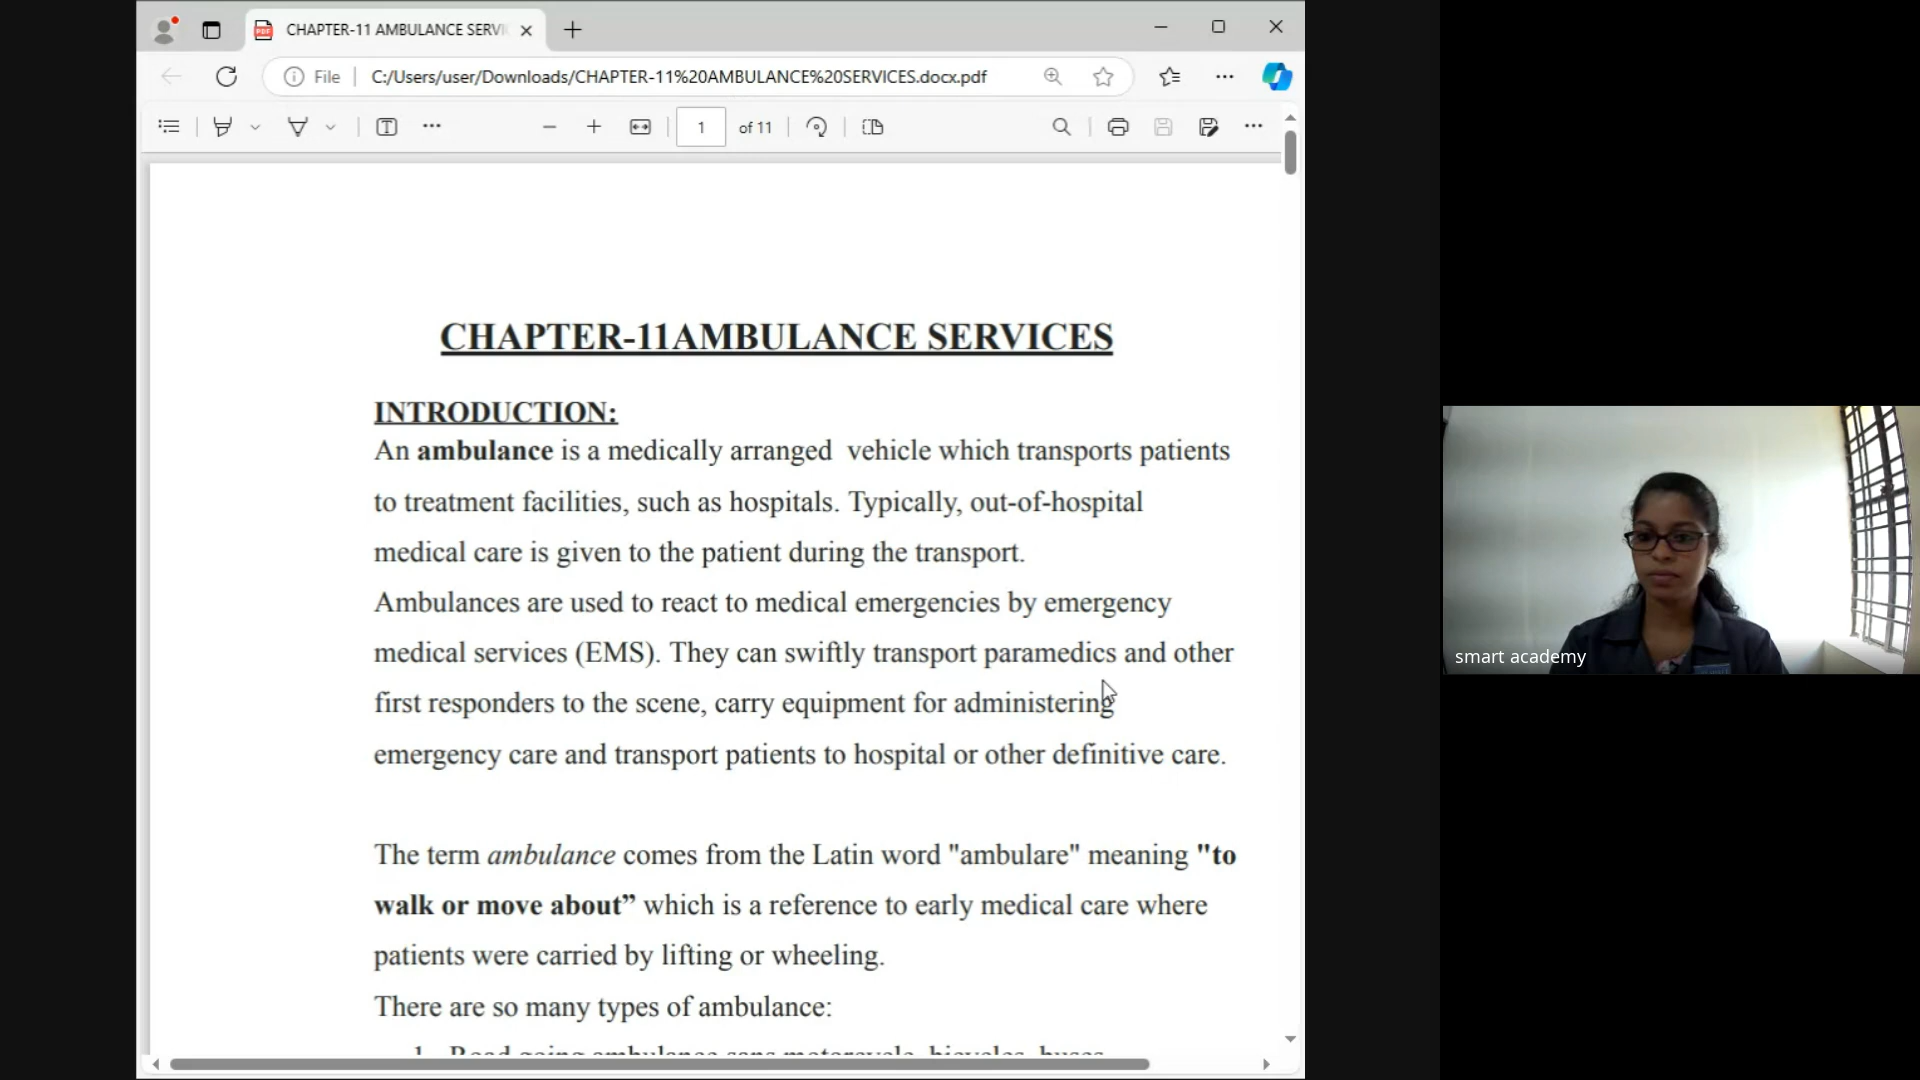 CHAPTER-11 AMBULANCE SERVI
File
C:/Users/user/Downloads/CHAPTER-11%20AMBULANCE%20SERVICES.docx.pdf
1 of 11
CHAPTER-11AMBULANCE SERVICES
INTRODUCTION:
An ambulance is a medically arranged vehicle which transports patients
to treatment facilities, such as hospitals. Typically, out-of-hospital
medical care is given to the patient during the transport.
Ambulances are used to react to medical emergencies by emergency
medical services (EMS). They can swiftly transport paramedics and other
first responders to the scene, carry equipment for administering
emergency care and transport patients to hospital or other definitive care.
The term ambulance comes from the Latin word "ambulare" meaning "to
walk or move about” which is a reference to early medical care where
patients were carried by lifting or wheeling.
There are so many types of ambulance:
1. Road going ambulance
smart academy